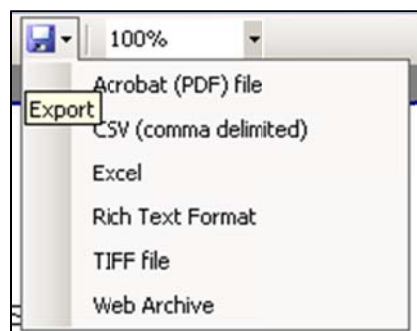 100%
Acrobat (PDF) file
Export
CSV (comma delimited)
Excel
Rich Text Format
TIFF file
Web Archive